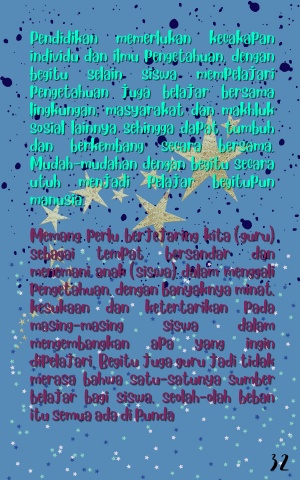 Pendidikan memerlukan kecakapan
individu dan ilmu Pengetahuan, dengan
begitu selain siswa mempelajari
Pengetahuan juga belajar bersama
lingkungan, masyarakat dan makhluk
sosial lainnya sehingga dapat tumbuh
dan berkembang secara bersama.
Mudah-mudahan dengan begitu secara
utuh menjadi Pelajar begitupun
manusia.
Memang Perlu berjejaring kita (guru)
sebagai tempat bersandar dan
menemani anak (siswa) dalam menggali
Pengetahuan, dengan banyaknya minat,
kesukaan dan ketertarikan Pada
masing-masing siswa dalam
mengembangkan apa yang ingin
diPelajari, Begitu juga guru jadi tidak
merasa bahwa satu-satunya sumber
belajar bagi siswa, seolah-olah beban
itu semua ada di Punda
32